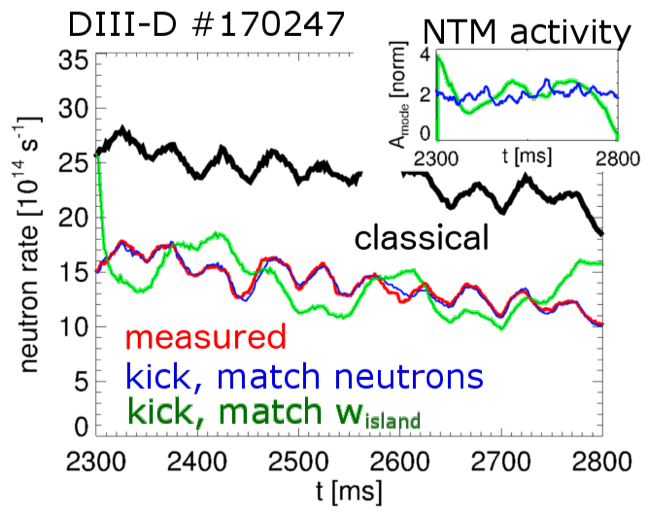 DIII-D #170247
NTM activity
35
30
25
20
15
10
5
0
neutron rate [10¹⁴ s⁻¹]
4
2
0
A_mode [norm]
2300 t [ms] 2800
classical
measured
kick, match neutrons
kick, match w_island
2300 2400 2500 2600 2700 2800
t [ms]